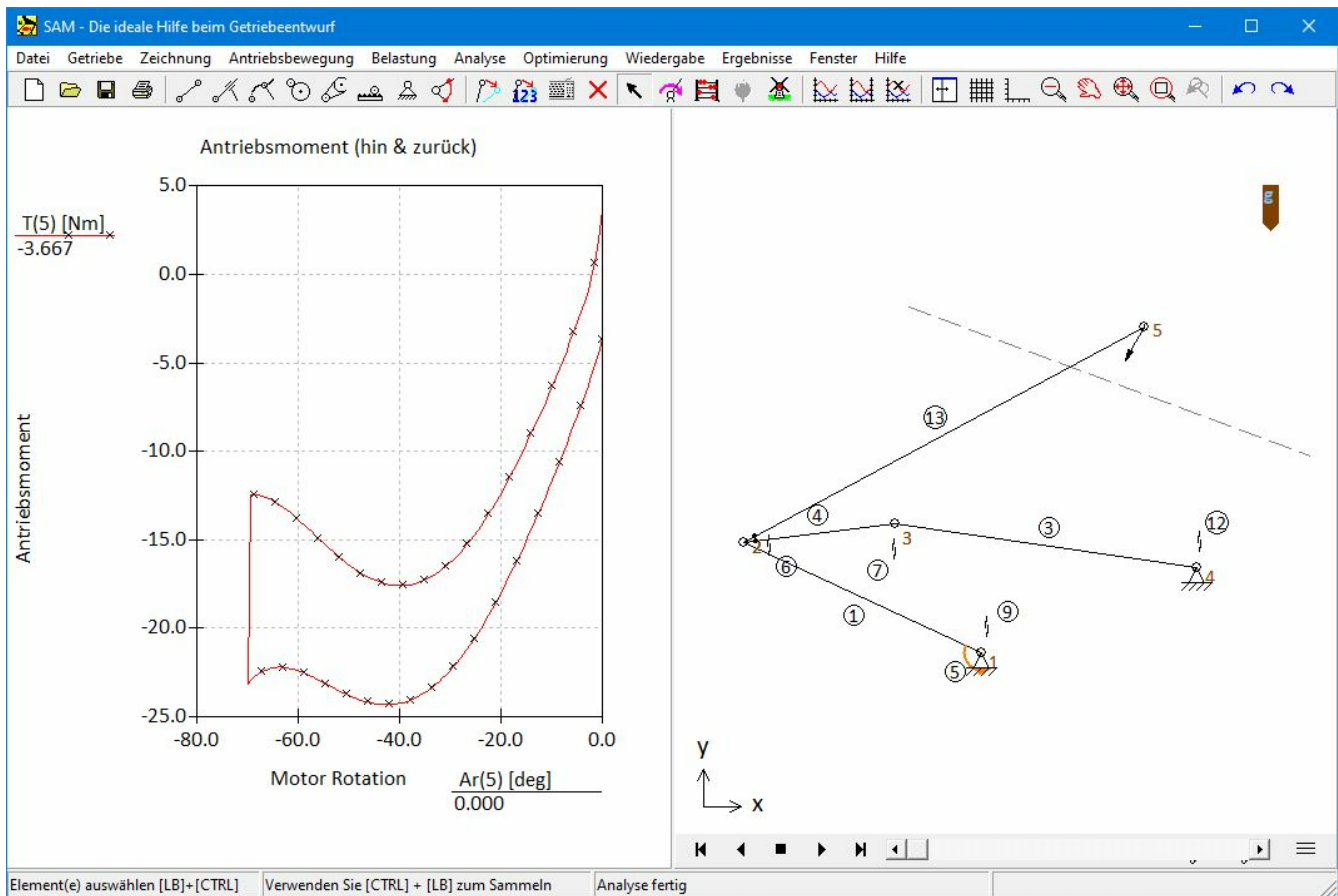 SAM - Die ideale Hilfe beim Getriebeentwurf
Datei Getriebe Zeichnung Antriebsbewegung Belastung Analyse Optimierung Wiedergabe Ergebnisse Fenster Hilfe
123
Antriebsmoment (hin & zurück)
T(5) [Nm]
-3.667
5.0
0.0
-5.0
-10.0
-15.0
-20.0
-25.0
Antriebsmoment
-80.0 -60.0 -40.0 -20.0 0.0
Motor Rotation
Ar(5) [deg]
0.000
g
5
13
4
3
12
2
3
6
7
4
1
9
5
1
y
x
Element(e) auswählen [LB]+[CTRL] Verwenden Sie [CTRL] + [LB] zum Sammeln Analyse fertig